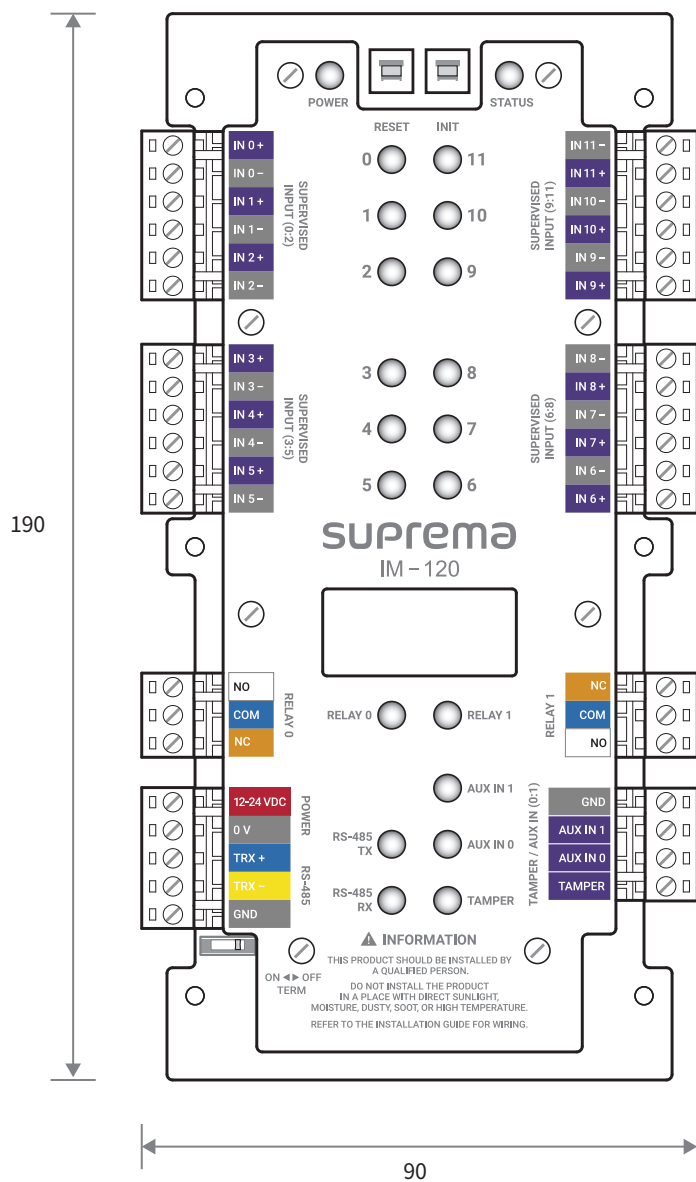 POWER
STATUS
RESET INIT
0 11
1 10
2 9
IN 0 +
IN 0 −
IN 1 +
IN 1 −
IN 2 +
IN 2 −
SUPERVISED
INPUT (0:2)
IN 11 −
IN 11 +
IN 10 −
IN 10 +
IN 9 −
IN 9 +
SUPERVISED
INPUT (9:11)
IN 3 +
IN 3 −
IN 4 +
IN 4 −
IN 5 +
IN 5 −
SUPERVISED
INPUT (3:5)
3 8
4 7
5 6
IN 8 −
IN 8 +
IN 7 −
IN 7 +
IN 6 −
IN 6 +
SUPERVISED
INPUT (6:8)
190
suprema
IM − 120
NO
COM
NC
RELAY 0
RELAY 0 RELAY 1
RELAY 1
NC
COM
NO
12-24 VDC
0 V
TRX +
TRX −
GND
POWER
RS-485
AUX IN 1
RS-485
TX
AUX IN 0
RS-485
RX
TAMPER
TAMPER / AUX IN (0:1)
GND
AUX IN 1
AUX IN 0
TAMPER
ON ◄► OFF
TERM
INFORMATION
THIS PRODUCT SHOULD BE INSTALLED BY
A QUALIFIED PERSON.
DO NOT INSTALL THE PRODUCT
IN A PLACE WITH DIRECT SUNLIGHT,
MOISTURE, DUSTY, SOOT, OR HIGH TEMPERATURE.
REFER TO THE INSTALLATION GUIDE FOR WIRING.
90